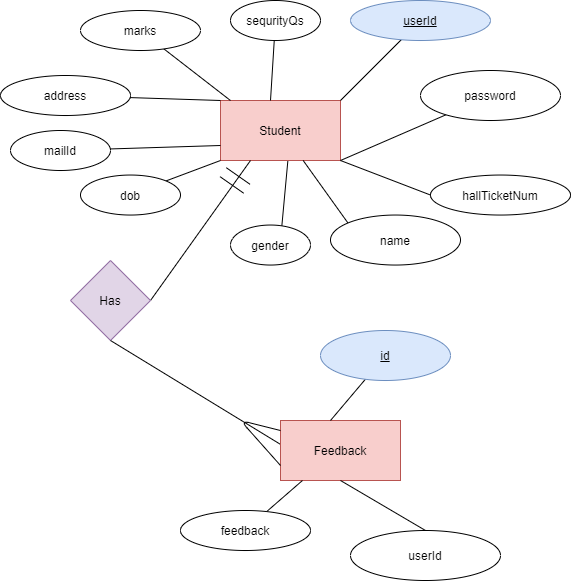 sequrityQs
userId
marks
address
password
Student
mailId
dob
hallTicketNum
gender
name
Has
id
Feedback
feedback
userId